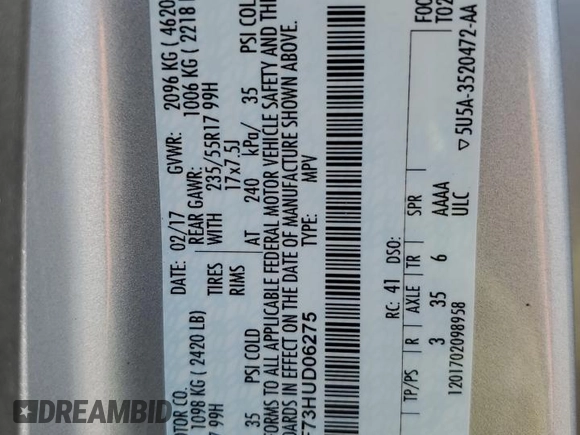 OTOR CO.
DATE: 02/17 GVWR: 2096 KG ( 4620
1098 KG ( 2420 LB) REAR GAWR: 1006 KG ( 2218
99H TIRES WITH 235/55R17 99H
RIMS 17x7.5J
35 PSI COLD AT 240 kPa/ 35 PSI COL
FORMS TO ALL APPLICABLE FEDERAL MOTOR VEHICLE SAFETY AND THE
DARDS IN EFFECT ON THE DATE OF MANUFACTURE SHOWN ABOVE.
F73HUD06275 TYPE: MPV
RC: 41 DSO: FOC
T02
TP/PS R AXLE TR SPR
3 35 6 AAAA
ULC
1201702098958 ▽5U5A-3520472-AA
DREAMBID